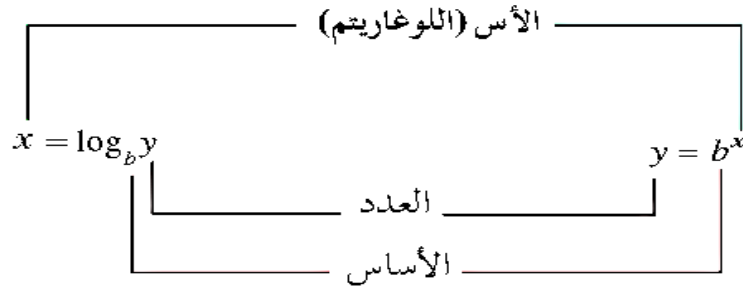 الأس (اللوغاريتم)
x = log_b y
y = b^x
العدد
الأساس